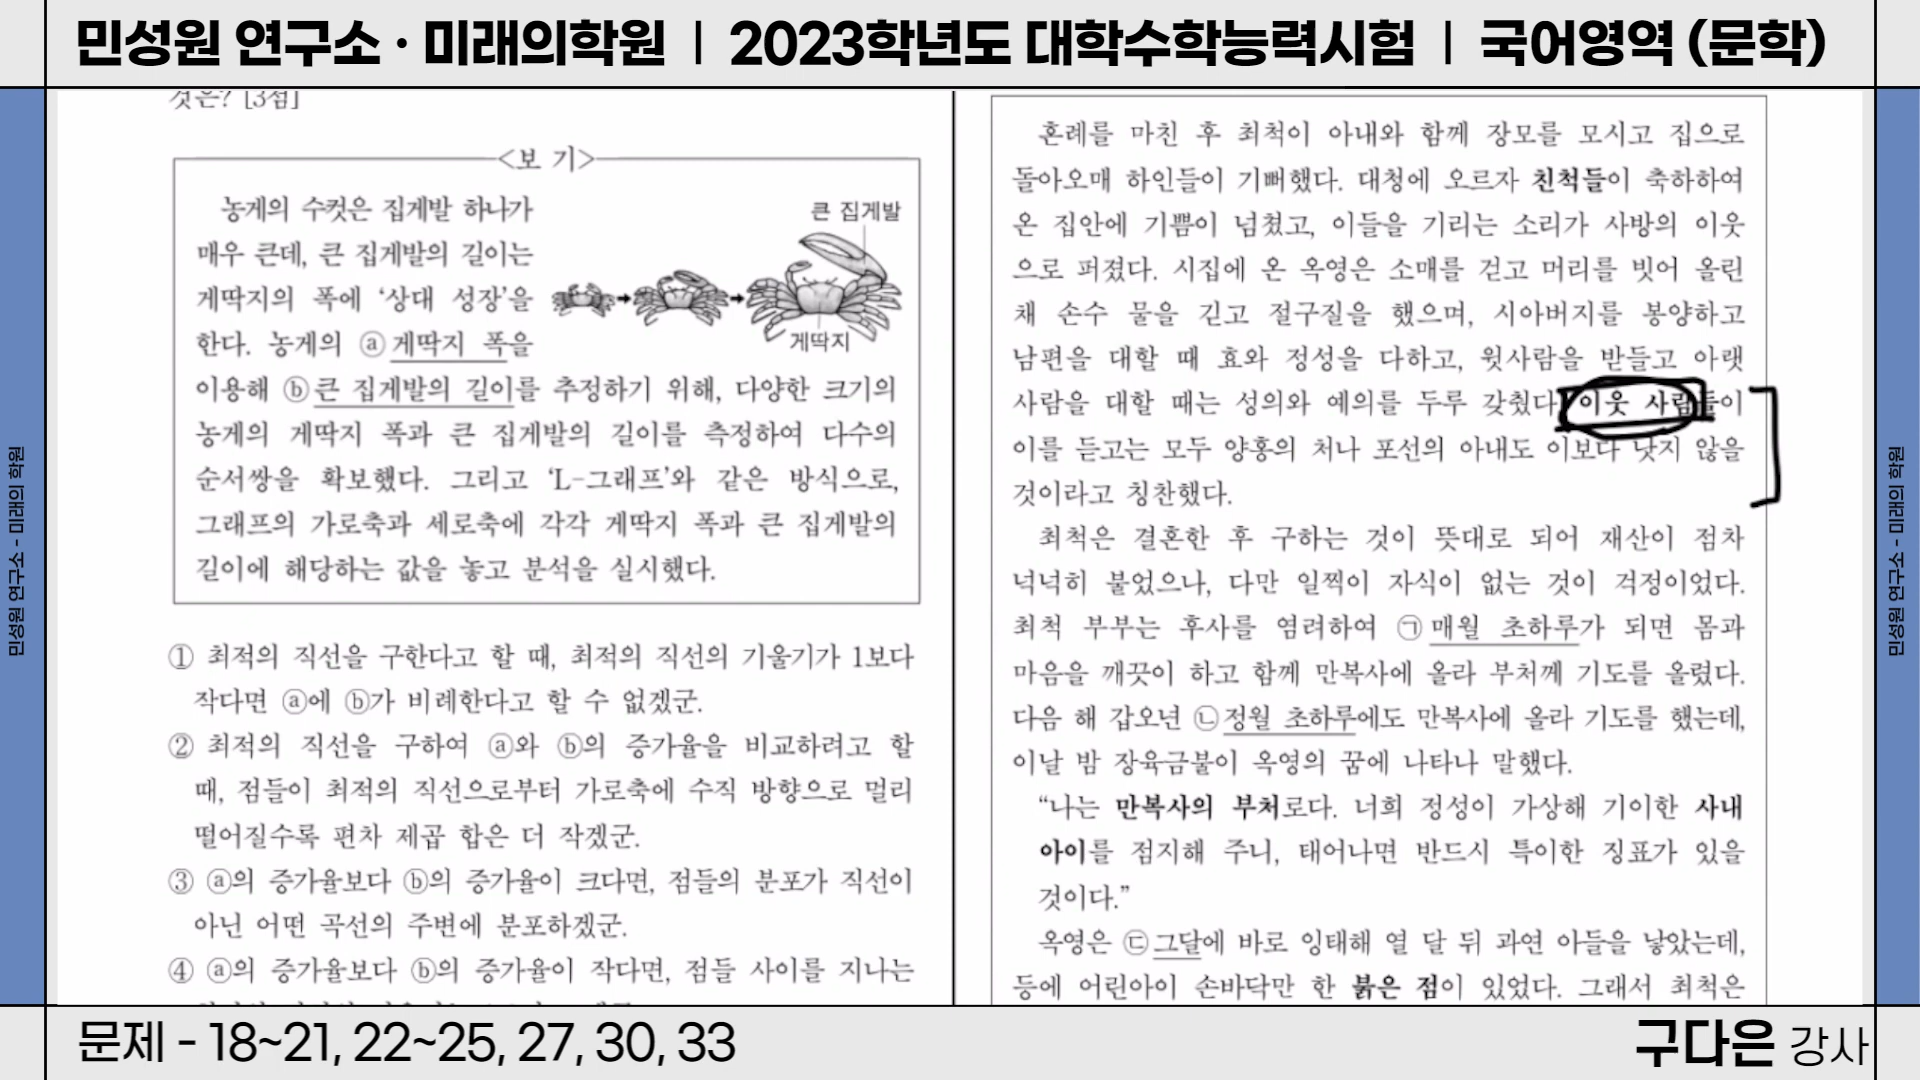 민성원 연구소 · 미래의학원 | 2023학년도 대학수학능력시험 | 국어영역 (문학)
민성원 연구소 - 미래의 학원
것은? [3점]
<보 기>
농게의 수컷은 집게발 하나가
매우 큰데, 큰 집게발의 길이는
게딱지의 폭에 ‘상대 성장’을
한다. 농게의 ⓐ게딱지 폭을
큰 집게발
게딱지
이용해 ⓑ큰 집게발의 길이를 추정하기 위해, 다양한 크기의
농게의 게딱지 폭과 큰 집게발의 길이를 측정하여 다수의
순서쌍을 확보했다. 그리고 ‘L-그래프’와 같은 방식으로,
그래프의 가로축과 세로축에 각각 게딱지 폭과 큰 집게발의
길이에 해당하는 값을 놓고 분석을 실시했다.
① 최적의 직선을 구한다고 할 때, 최적의 직선의 기울기가 1보다
작다면 ⓐ에 ⓑ가 비례한다고 할 수 없겠군.
② 최적의 직선을 구하여 ⓐ와 ⓑ의 증가율을 비교하려고 할
때, 점들이 최적의 직선으로부터 가로축에 수직 방향으로 멀리
떨어질수록 편차 제곱 합은 더 작겠군.
③ ⓐ의 증가율보다 ⓑ의 증가율이 크다면, 점들의 분포가 직선이
아닌 어떤 곡선의 주변에 분포하겠군.
④ ⓐ의 증가율보다 ⓑ의 증가율이 작다면, 점들 사이를 지나는
혼례를 마친 후 최척이 아내와 함께 장모를 모시고 집으로
돌아오매 하인들이 기뻐했다. 대청에 오르자 친척들이 축하하여
온 집안에 기쁨이 넘쳤고, 이들을 기리는 소리가 사방의 이웃
으로 퍼졌다. 시집에 온 옥영은 소매를 걷고 머리를 빗어 올린
채 손수 물을 긷고 절구질을 했으며, 시아버지를 봉양하고
남편을 대할 때 효와 정성을 다하고, 윗사람을 받들고 아랫
사람을 대할 때는 성의와 예의를 두루 갖췄다. 이웃 사람들이
이를 듣고는 모두 양홍의 처나 포선의 아내도 이보다 낫지 않을
것이라고 칭찬했다.
최척은 결혼한 후 구하는 것이 뜻대로 되어 재산이 점차
넉넉히 불었으나, 다만 일찍이 자식이 없는 것이 걱정이었다.
최척 부부는 후사를 염려하여 ㉠매월 초하루가 되면 몸과
마음을 깨끗이 하고 함께 만복사에 올라 부처께 기도를 올렸다.
다음 해 갑오년 ㉡정월 초하루에도 만복사에 올라 기도를 했는데,
이날 밤 장육금불이 옥영의 꿈에 나타나 말했다.
“나는 만복사의 부처로다. 너희 정성이 가상해 기이한 사내
아이를 점지해 주니, 태어나면 반드시 특이한 징표가 있을
것이다.”
옥영은 ㉢그달에 바로 잉태해 열 달 뒤 과연 아들을 낳았는데,
등에 어린아이 손바닥만 한 붉은 점이 있었다. 그래서 최척은
민성원 연구소 - 미래의 학원
문제 - 18~21, 22~25, 27, 30, 33
구다은 강사